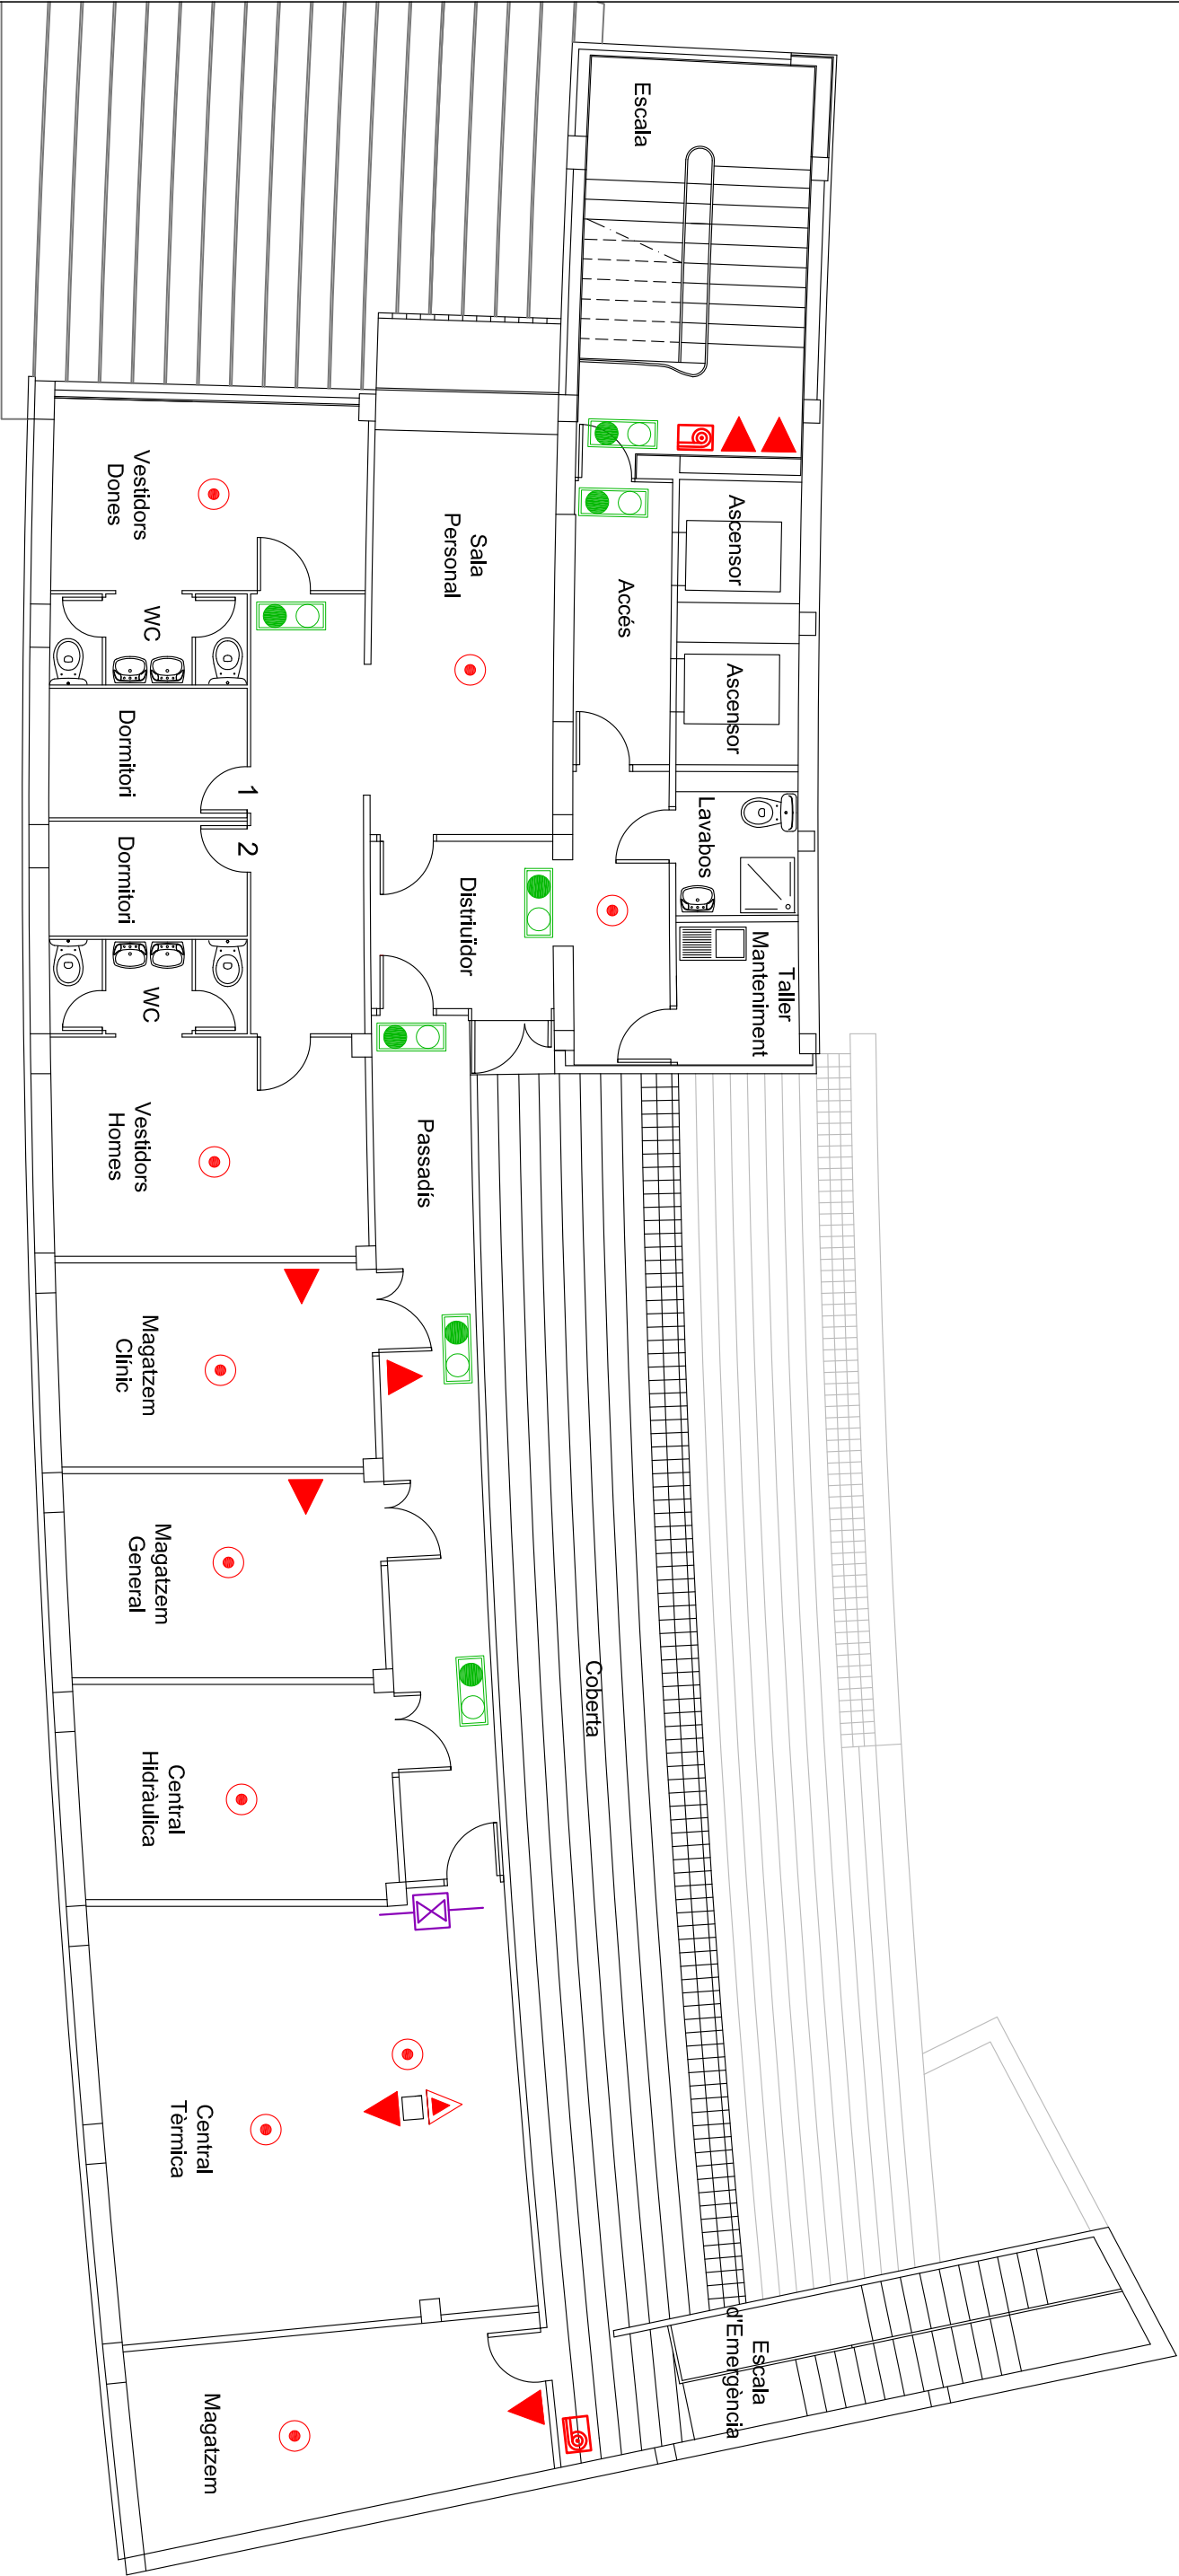 Escala
Ascensor
Accés
Ascensor
Lavabos
Taller
Manteniment
Sala
Personal
Distriuïdor
Vestidors
Dones
WC
Dormitori
1
2
Dormitori
WC
Vestidors
Homes
Passadís
Magatzem
Clínic
Magatzem
General
Central
Hidràulica
Coberta
Central
Tèrmica
Magatzem
Escala
d'Emergència